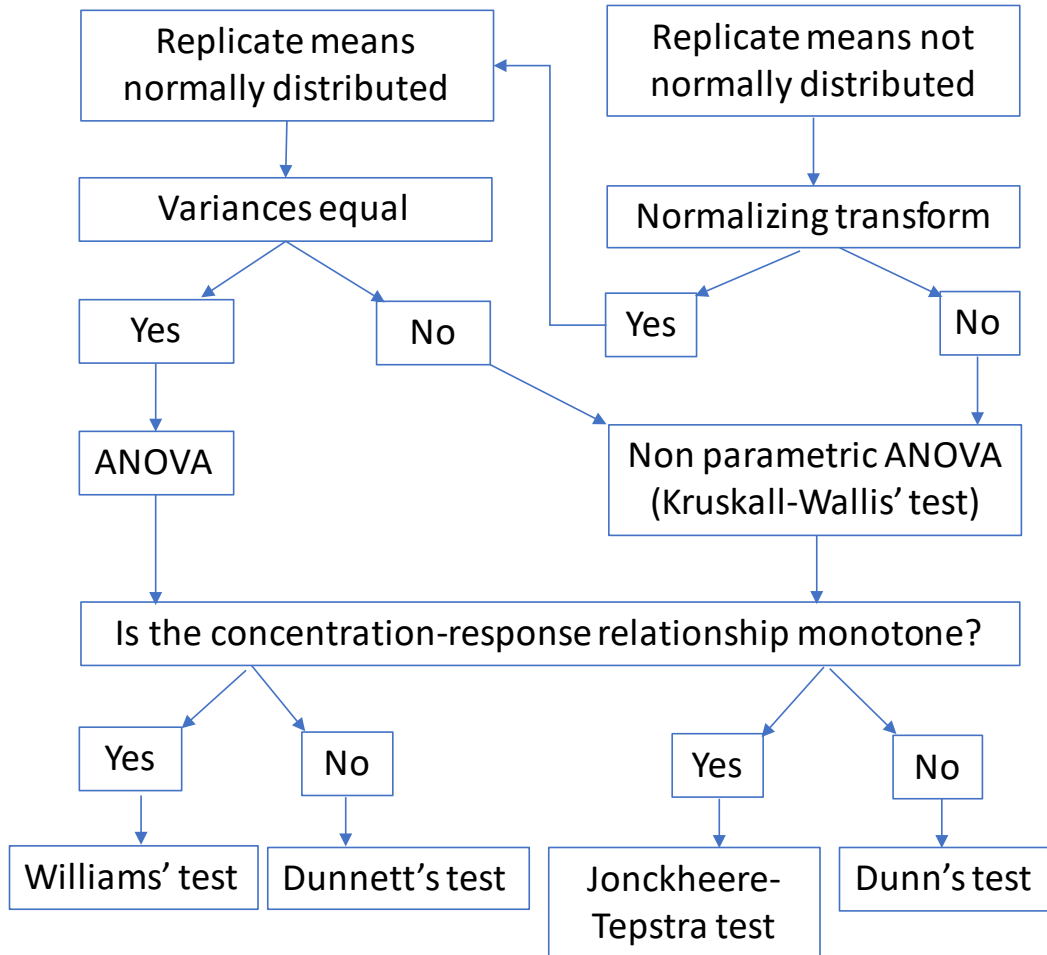 Replicate means
normally distributed
Replicate means not
normally distributed
Variances equal
Normalizing transform
Yes
No
Yes
No
ANOVA
Non parametric ANOVA
(Kruskall-Wallis’ test)
Is the concentration-response relationship monotone?
Yes
No
Yes
No
Williams’ test
Dunnett’s test
Jonckheere-
Tepstra test
Dunn’s test